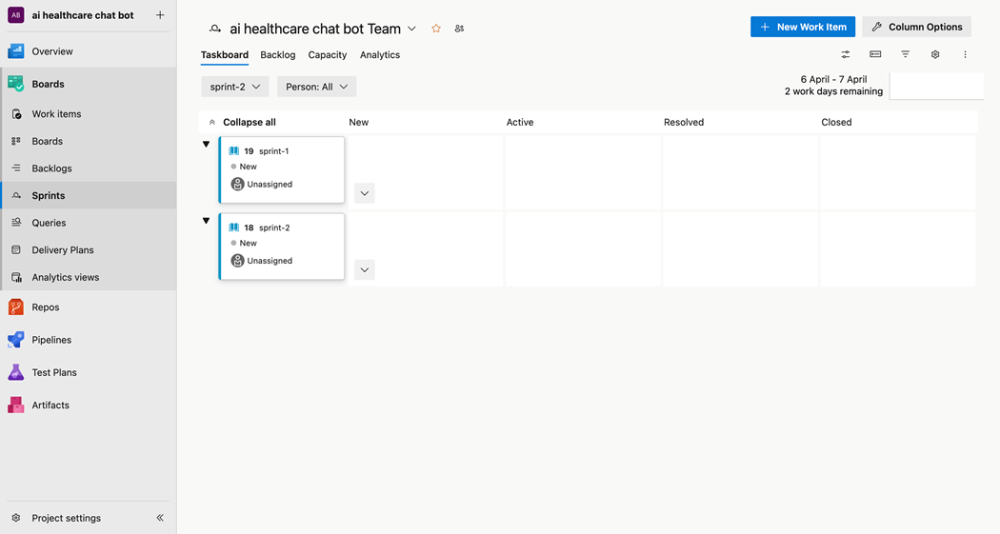 AB ai healthcare chat bot
Overview
Boards
Work items
Boards
Backlogs
Sprints
Queries
Delivery Plans
Analytics views
Repos
Pipelines
Test Plans
Artifacts
Project settings
ai healthcare chat bot Team
New Work Item
Column Options
Taskboard Backlog Capacity Analytics
sprint-2 Person: All
6 April - 7 April
2 work days remaining
Collapse all New Active Resolved Closed
19 sprint-1
New
Unassigned
18 sprint-2
New
Unassigned